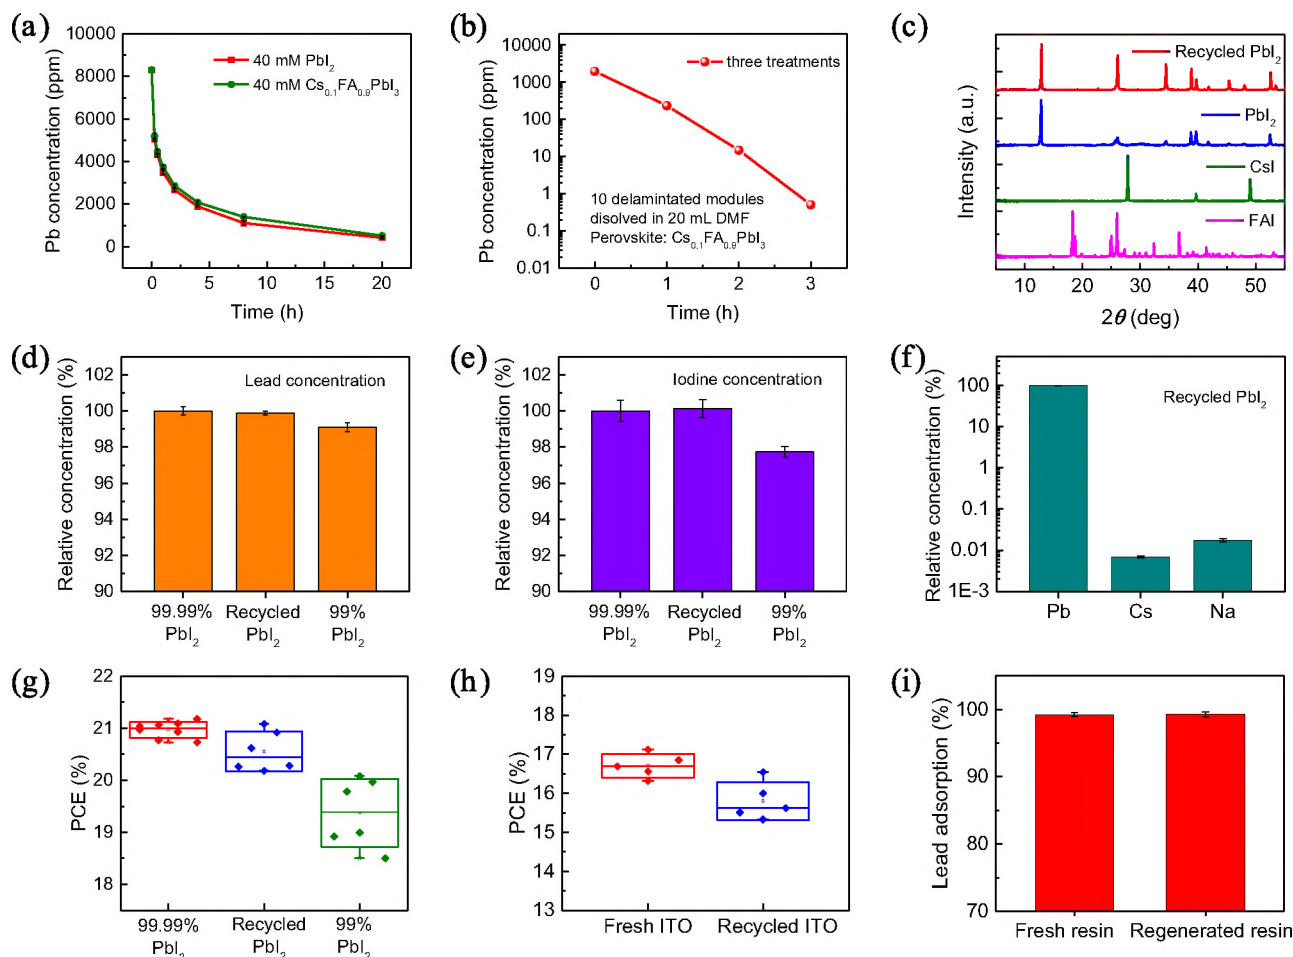 (a)
10000
8000
6000
4000
2000
0
Pb concentration (ppm)
40 mM PbI2
40 mM Cs0.1FA0.9PbI3
0 5 10 15 20
Time (h)
(b)
10000
1000
100
10
1
0.1
0.01
Pb concentration (ppm)
three treatments
10 delamintated modules
disolved in 20 mL DMF
Perovskite: Cs0.1FA0.9PbI3
0 1 2 3
Time (h)
(c)
Intensity (a.u.)
Recycled PbI2
PbI2
CsI
FAI
10 20 30 40 50
2θ (deg)
(d)
102
100
98
96
94
92
90
Relative concentration (%)
Lead concentration
99.99% Recycled 99%
PbI2 PbI2 PbI2
(e)
102
100
98
96
94
92
90
Relative concentration (%)
Iodine concentration
99.99% Recycled 99%
PbI2 PbI2 PbI2
(f)
100
10
1
0.1
0.01
1E-3
Relative concentration (%)
Recycled PbI2
Pb Cs Na
(g)
22
21
20
19
18
PCE (%)
99.99% Recycled 99%
PbI2 PbI2 PbI2
(h)
19
18
17
16
15
14
13
PCE (%)
Fresh ITO Recycled ITO
(i)
100
90
80
70
Lead adsorption (%)
Fresh resin Regenerated resin